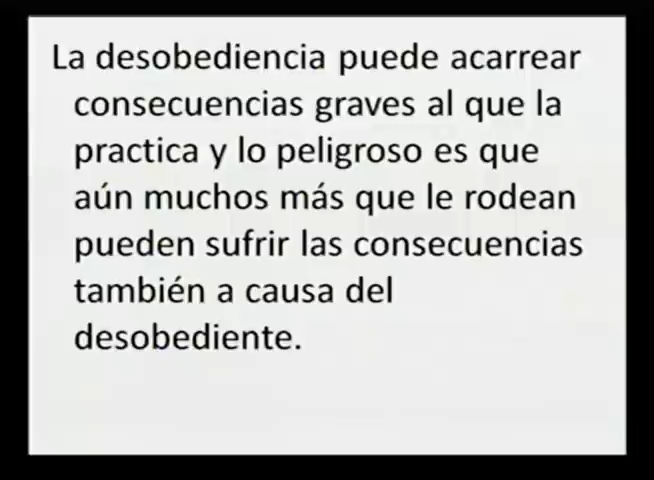 La desobediencia puede acarrear
consecuencias graves al que la
practica y lo peligroso es que
aún muchos más que le rodean
pueden sufrir las consecuencias
también a causa del
desobediente.